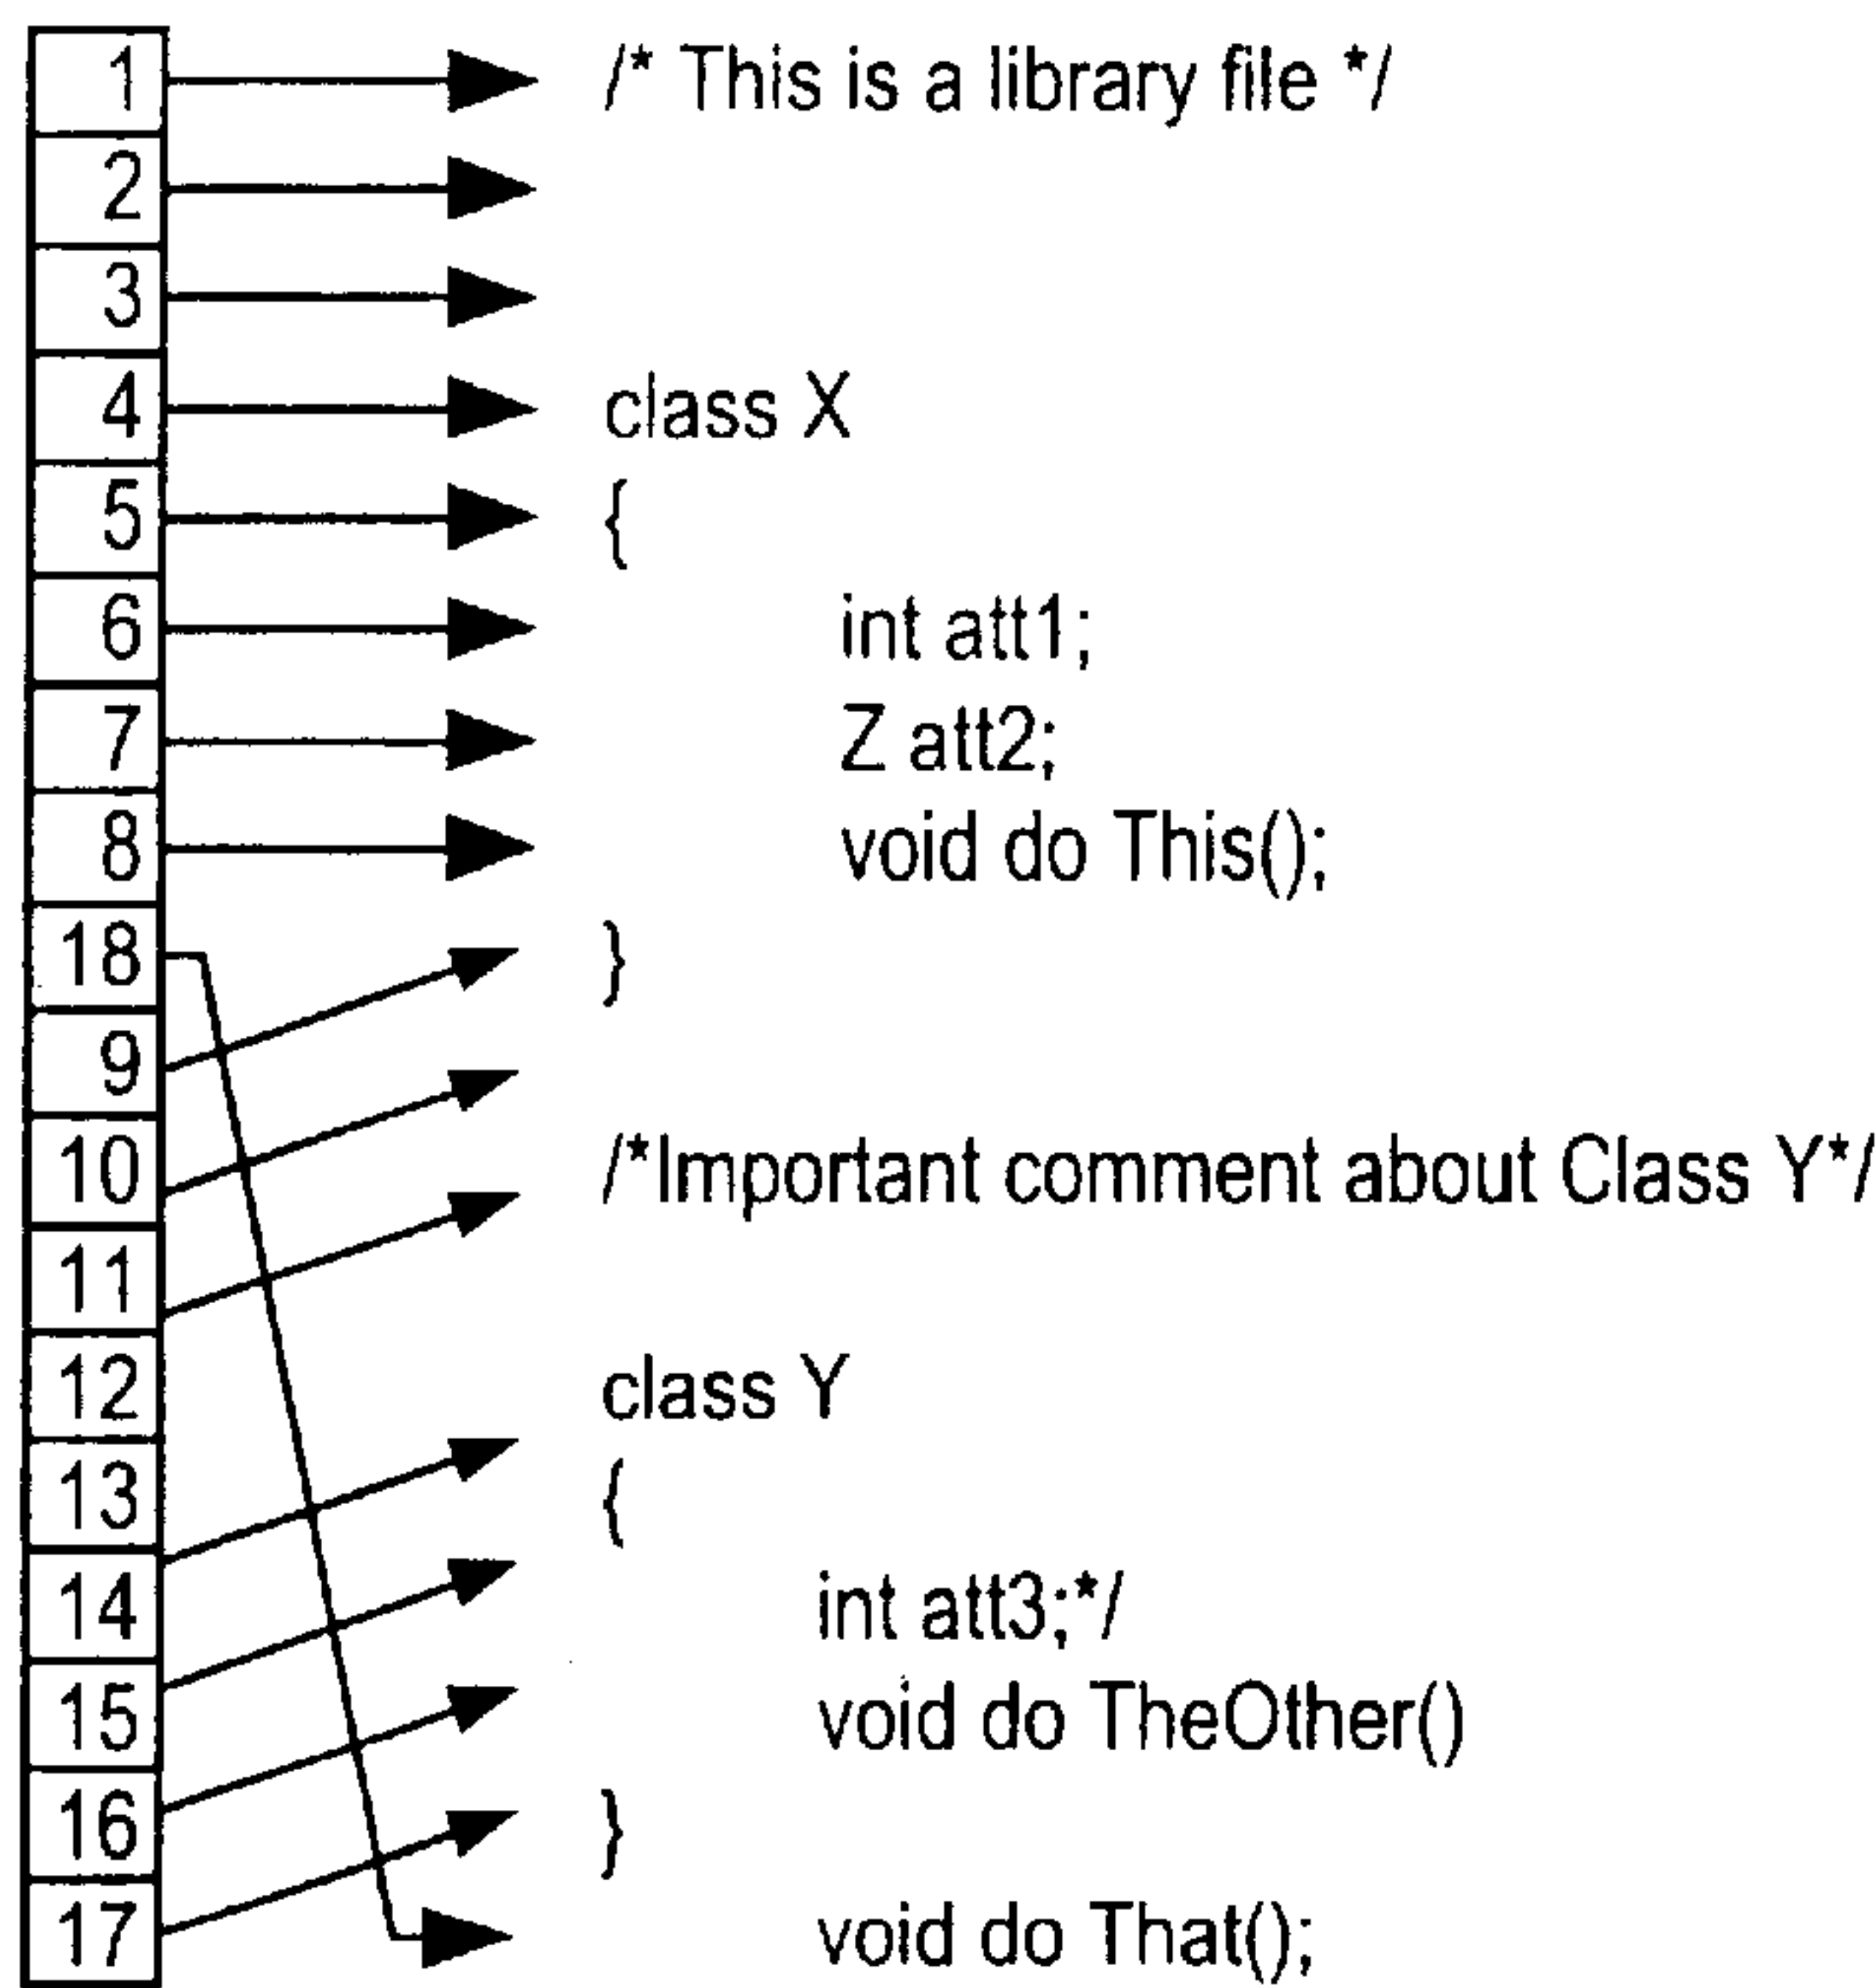 1 /* This is a library file */
2
3
4 class X
5 {
6 int att1;
7 Z att2;
8 void do This();
18 }
9
10 /*Important comment about Class Y*/
11
12 class Y
13 {
14 int att3;*/
15 void do TheOther()
16 }
17 void do That();